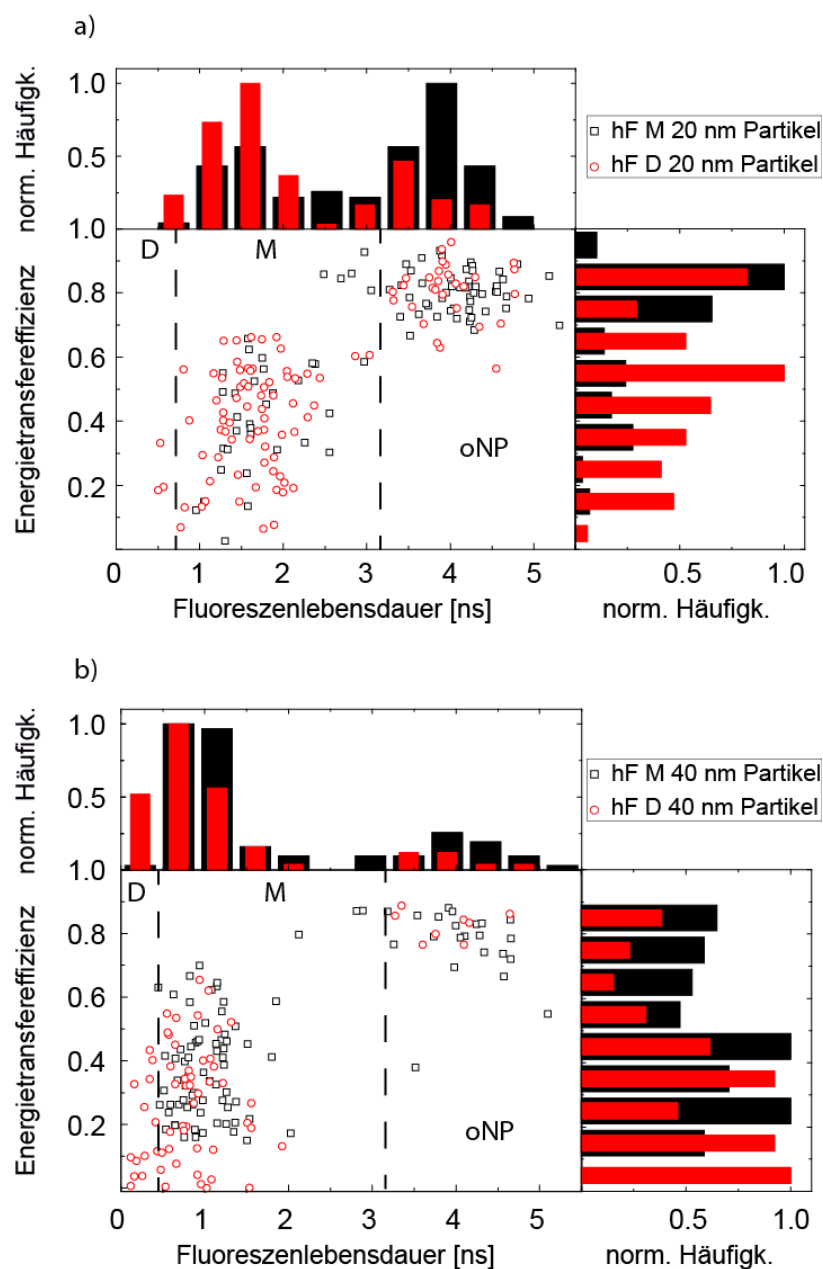 a)
norm. Häufigk.
1.0
0.5
1.0
hF M 20 nm Partikel
hF D 20 nm Partikel
D
M
oNP
Energietransfereffizienz
0.8
0.6
0.4
0.2
0
1
2
3
4
5
Fluoreszenlebensdauer [ns]
0.5
1.0
norm. Häufigk.
b)
norm. Häufigk.
1.0
0.5
1.0
hF M 40 nm Partikel
hF D 40 nm Partikel
D
M
oNP
Energietransfereffizienz
0.8
0.6
0.4
0.2
0
1
2
3
4
5
Fluoreszenlebensdauer [ns]
0.5
1.0
norm. Häufigk.